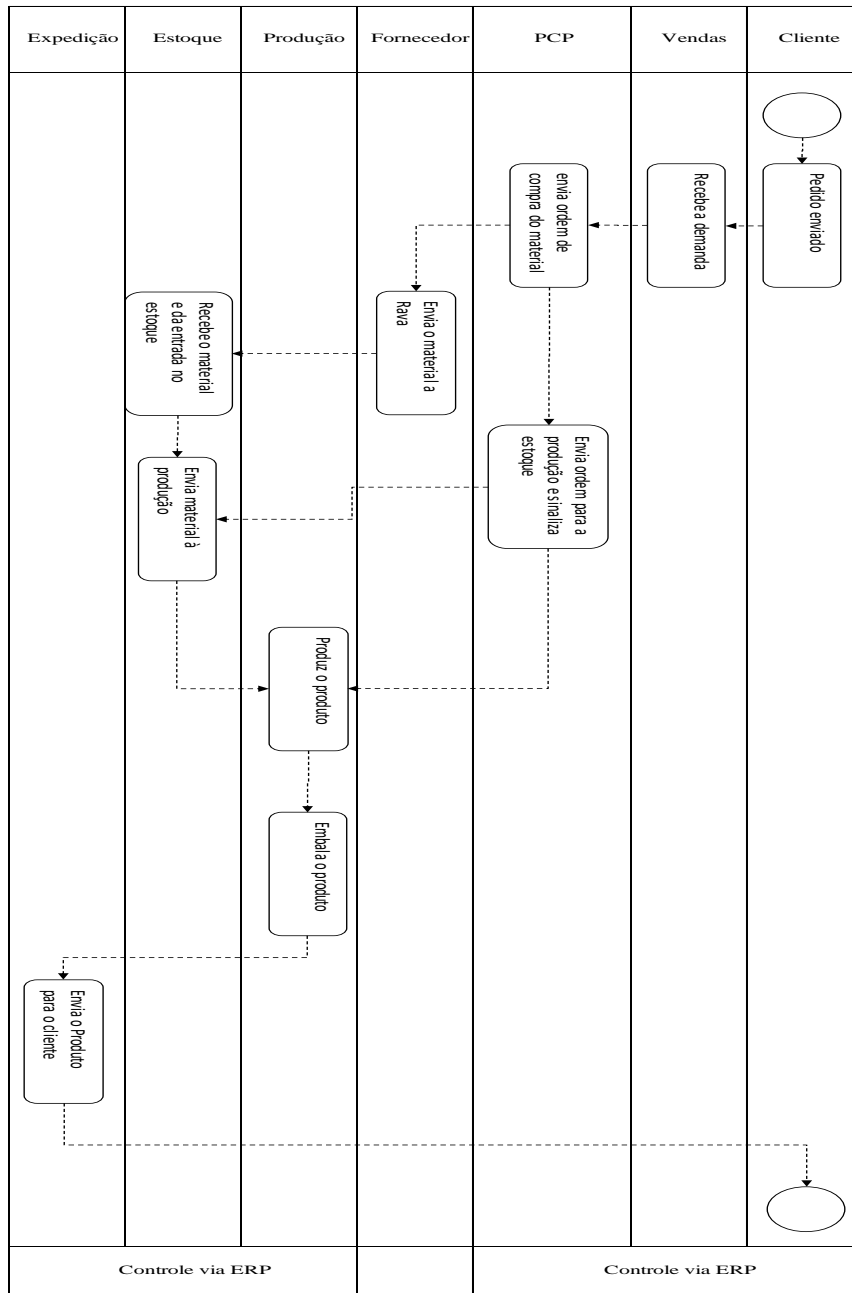 Expedição
Estoque
Produção
Fornecedor
PCP
Vendas
Cliente
Pedido enviado
Recebe a demanda
envia ordem de
compra do material
Envia o material a
Rava
Recebe o material
e da entrada no
estoque
Envia ordem para a
produção e sinaliza
estoque
Envia material à
produção
Produz o produto
Embala o produto
Envia o Produto
para o cliente
Controle via ERP
Controle via ERP